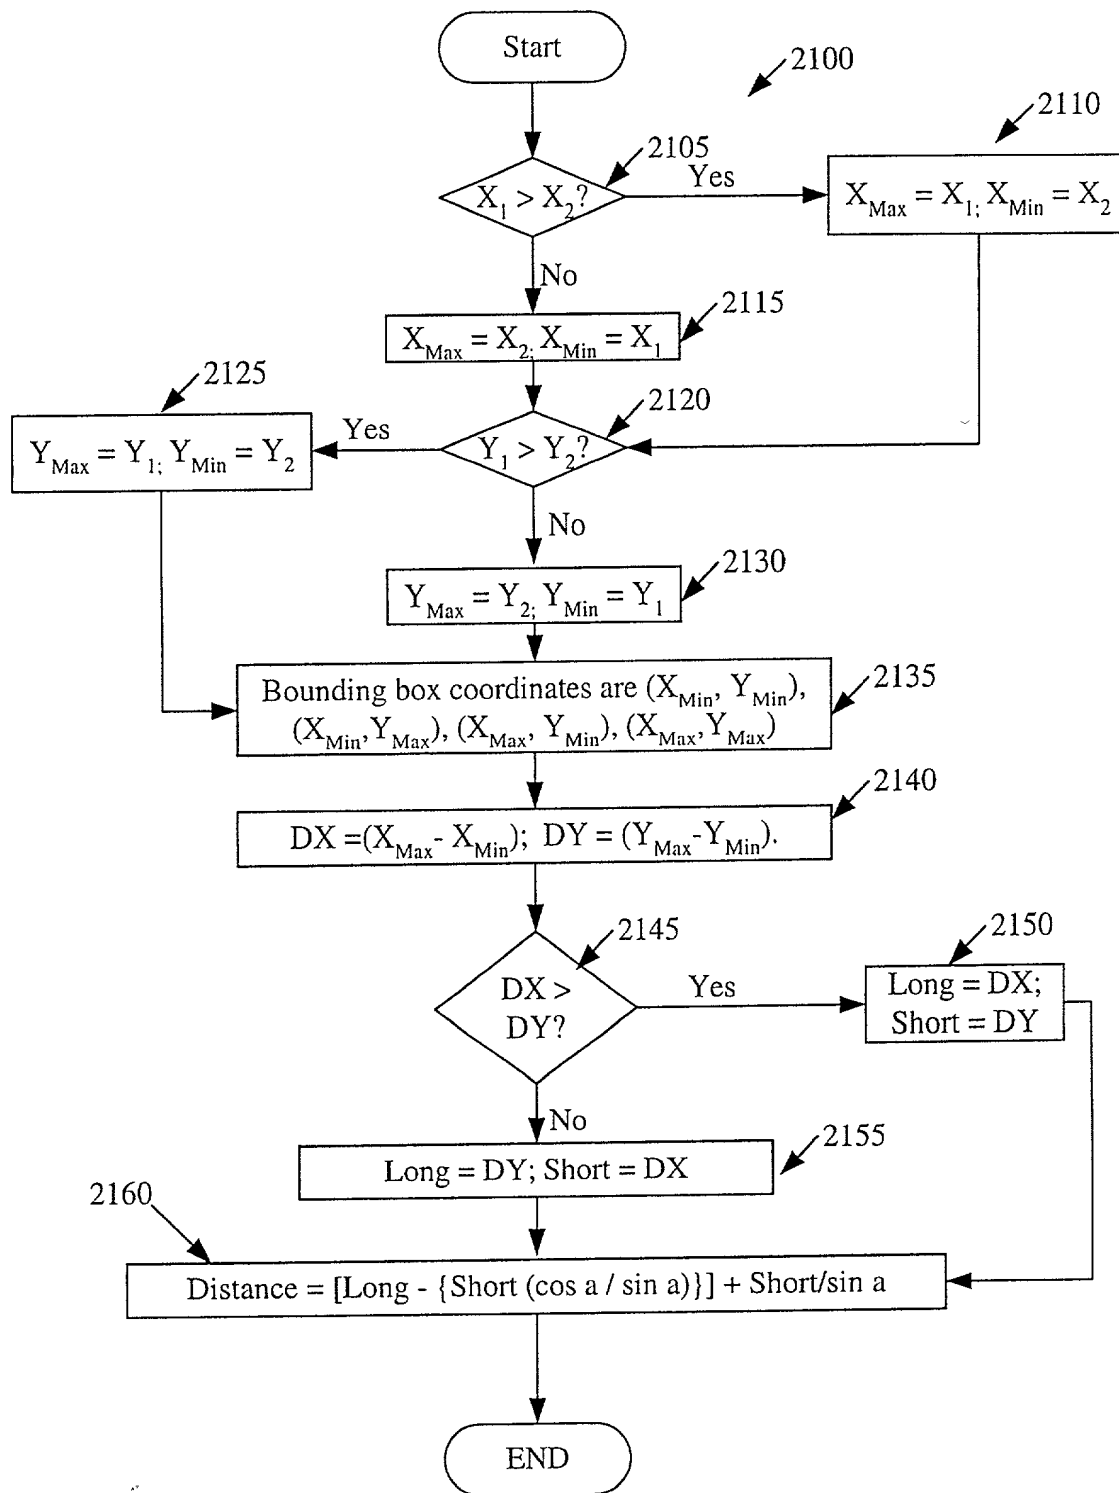 Start
2100
2110
2105
X1 > X2?
Yes
XMax = X1; XMin = X2
No
2115
XMax = X2; XMin = X1
2125
2120
YMax = Y1; YMin = Y2
Yes
Y1 > Y2?
No
2130
YMax = Y2; YMin = Y1
2135
Bounding box coordinates are (XMin, YMin),
(XMin,YMax), (XMax, YMin), (XMax,YMax)
2140
DX =(XMax- XMin); DY = (YMax-YMin).
2145
2150
DX >
DY?
Yes
Long = DX;
Short = DY
No
2155
Long = DY; Short = DX
2160
Distance = [Long - {Short (cos a / sin a)}] + Short/sin a
END